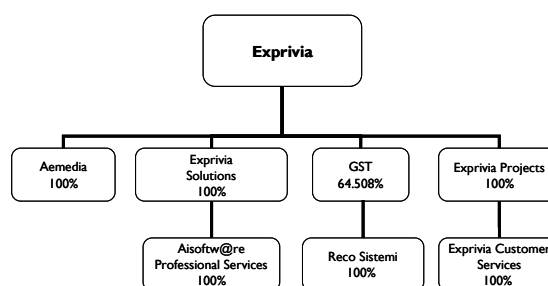 Exprivia
Aemedia
100%
Exprivia
Solutions
100%
GST
64.508%
Exprivia Projects
100%
Aisoftw@re
Professional Services
100%
Reco Sistemi
100%
Exprivia Customer
Services
100%